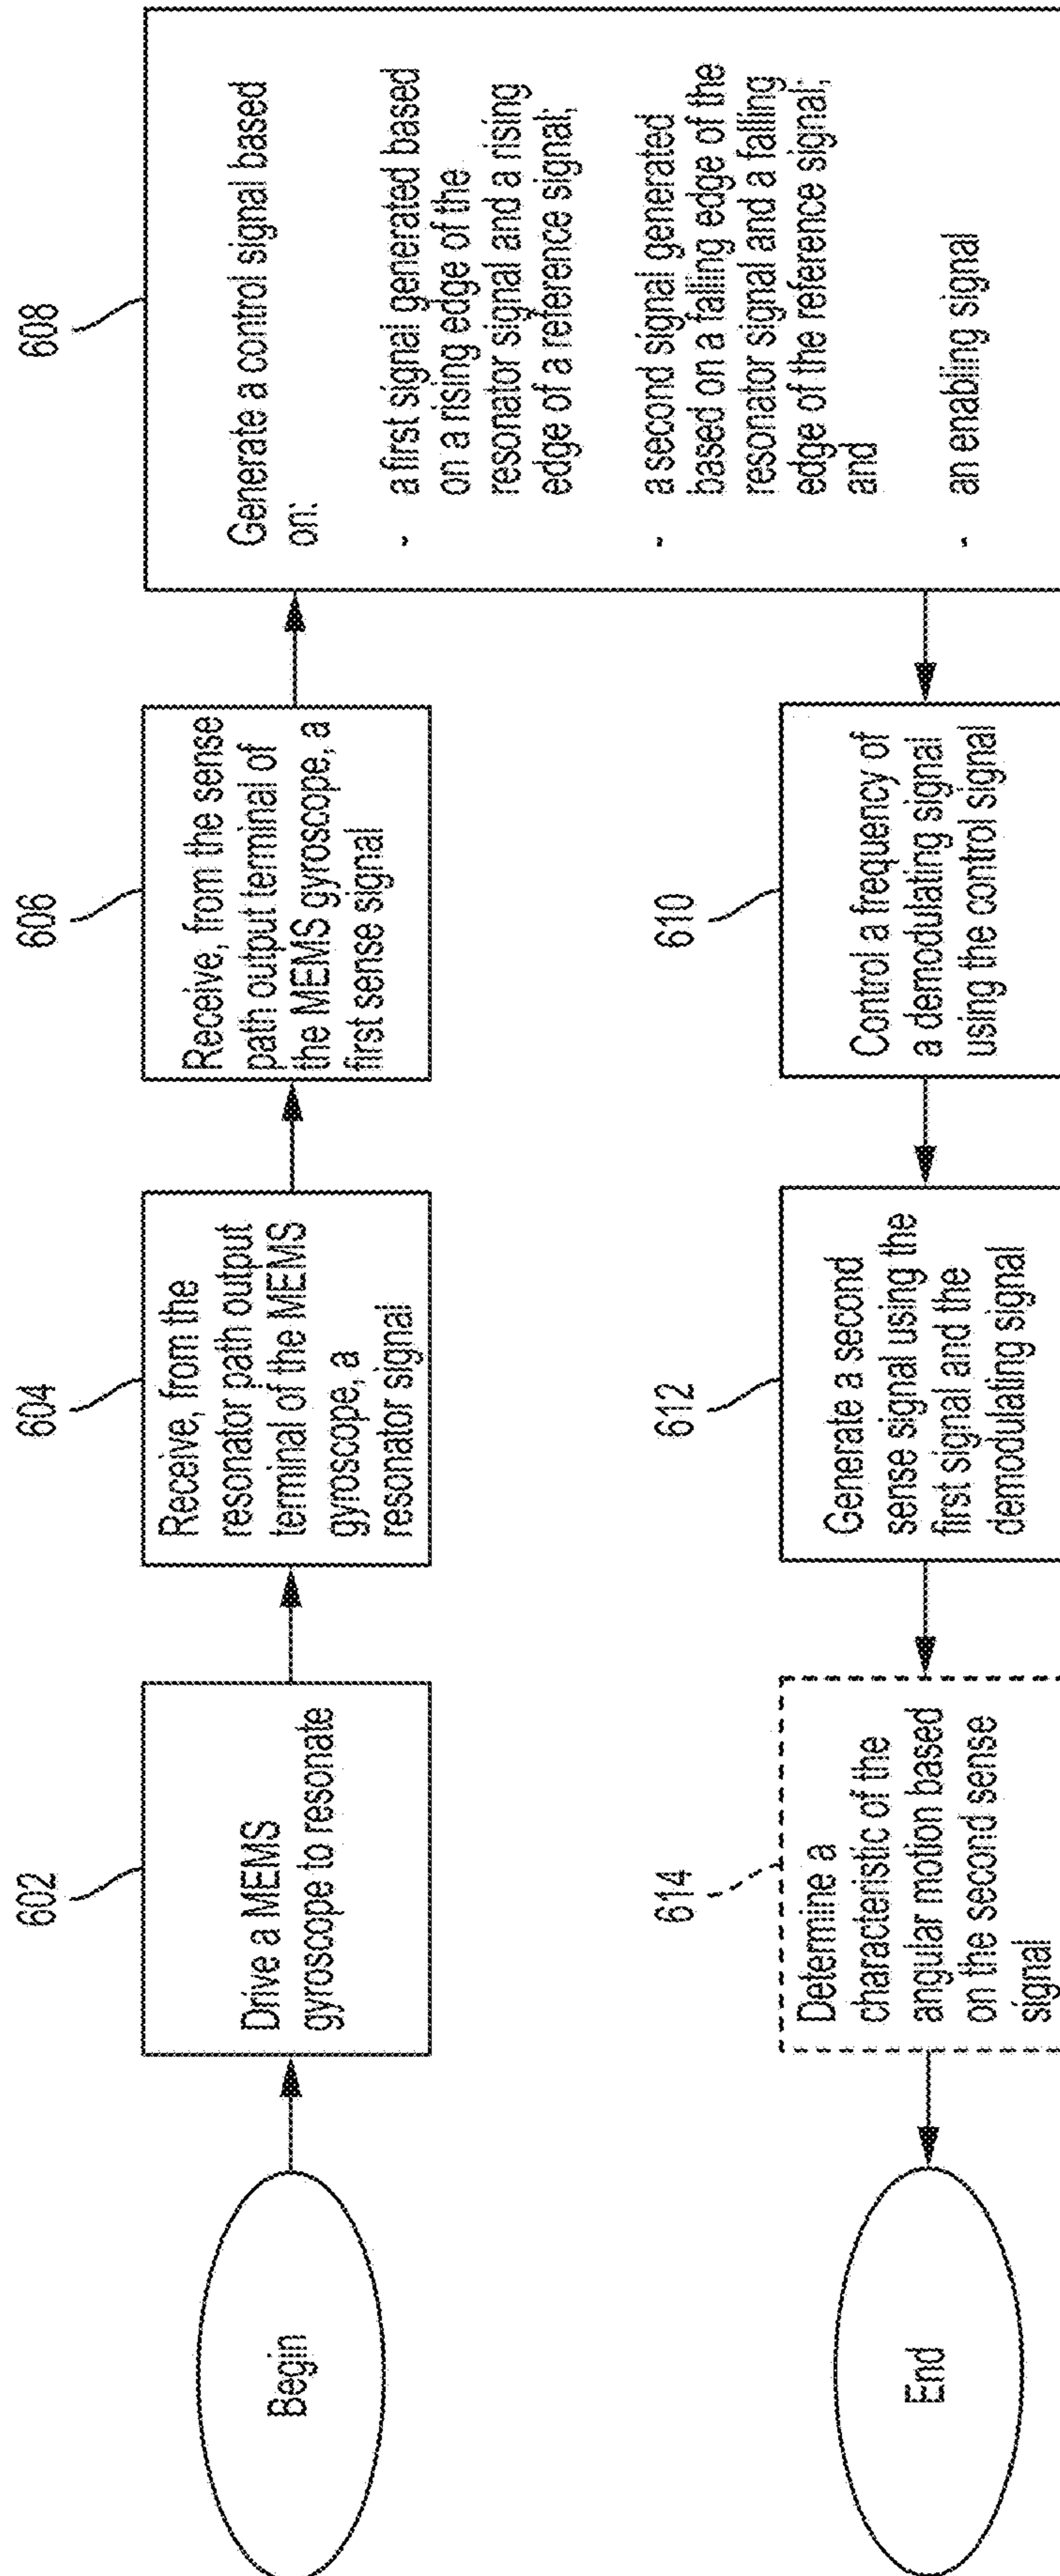 Begin
602
Drive a MEMS
gyroscope to resonate
604
Receive, from the
resonator path output
terminal of the MEMS
gyroscope, a
resonator signal
606
Receive, from the sense
path output terminal of
the MEMS gyroscope, a
first sense signal
608
Generate a control signal based
on:
- a first signal generated based
on a rising edge of the
resonator signal and a rising
edge of a reference signal;
- a second signal generated
based on a falling edge of the
resonator signal and a falling
edge of the reference signal;
and
- an enabling signal
610
Control a frequency of
a demodulating signal
using the control signal
612
Generate a second
sense signal using the
first signal and the
demodulating signal
614
Determine a
characteristic of the
angular motion based
on the second sense
signal
End